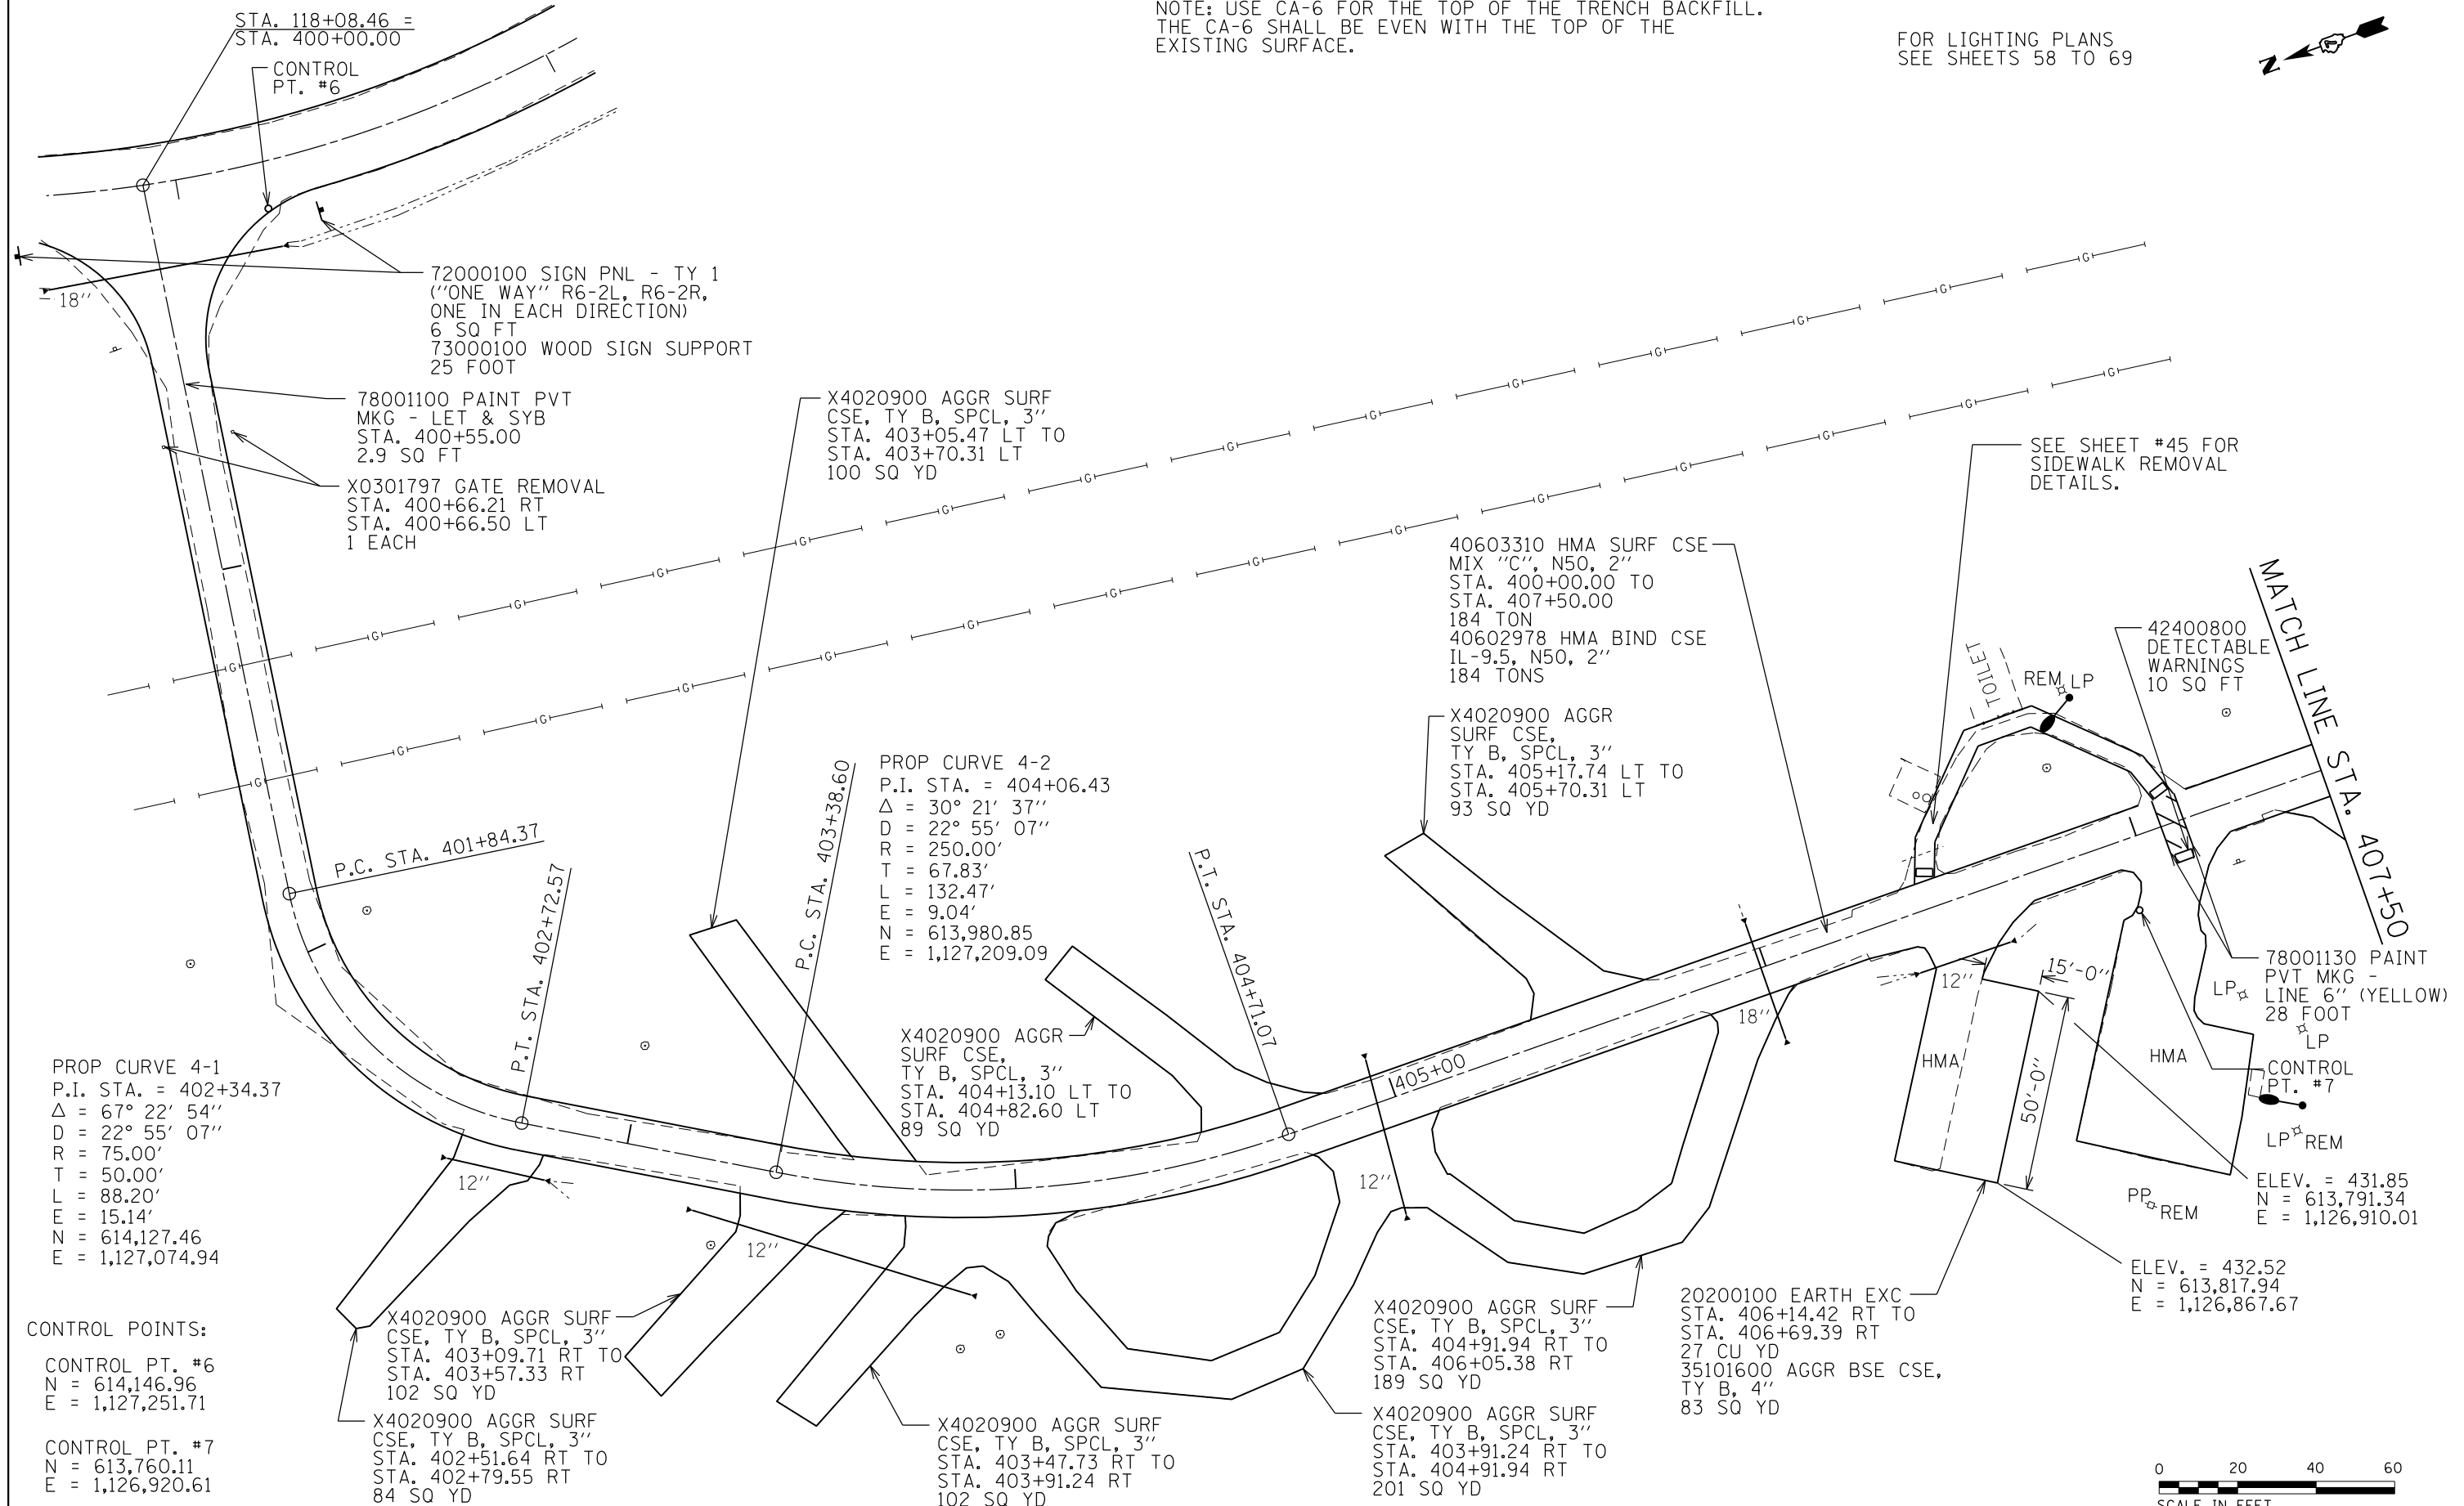 STA. 118+08.46 =
STA. 400+00.00
CONTROL
PT. #6
NOTE: USE CA-6 FOR THE TOP OF THE TRENCH BACKFILL.
THE CA-6 SHALL BE EVEN WITH THE TOP OF THE
EXISTING SURFACE.
FOR LIGHTING PLANS
SEE SHEETS 58 TO 69
N
18''
72000100 SIGN PNL - TY 1
(''ONE WAY'' R6-2L, R6-2R,
ONE IN EACH DIRECTION)
6 SQ FT
73000100 WOOD SIGN SUPPORT
25 FOOT
78001100 PAINT PVT
MKG - LET & SYB
STA. 400+55.00
2.9 SQ FT
X0301797 GATE REMOVAL
STA. 400+66.21 RT
STA. 400+66.50 LT
1 EACH
X4020900 AGGR SURF
CSE, TY B, SPCL, 3''
STA. 403+05.47 LT TO
STA. 403+70.31 LT
100 SQ YD
G G G G G G G G G G G G G G
G G G G G G G G G G G G G G
SEE SHEET #45 FOR
SIDEWALK REMOVAL
DETAILS.
40603310 HMA SURF CSE
MIX ''C'', N50, 2''
STA. 400+00.00 TO
STA. 407+50.00
184 TON
40602978 HMA BIND CSE
IL-9.5, N50, 2''
184 TONS
MATCH LINE STA. 407+50
42400800
DETECTABLE
WARNINGS
10 SQ FT
TOILET
REM LP
X4020900 AGGR
SURF CSE,
TY B, SPCL, 3''
STA. 405+17.74 LT TO
STA. 405+70.31 LT
93 SQ YD
PROP CURVE 4-2
P.I. STA. = 404+06.43
Δ = 30° 21' 37''
D = 22° 55' 07''
R = 250.00'
T = 67.83'
L = 132.47'
E = 9.04'
N = 613,980.85
E = 1,127,209.09
P.C. STA. 401+84.37
P.T. STA. 402+72.57
P.C. STA. 403+38.60
P.T. STA. 404+71.07
X4020900 AGGR
SURF CSE,
TY B, SPCL, 3''
STA. 404+13.10 LT TO
STA. 404+82.60 LT
89 SQ YD
405+00
18''
12''
12''
12''
12''
15'-0''
50'-0''
HMA
HMA
78001130 PAINT
PVT MKG -
LINE 6'' (YELLOW)
28 FOOT
LP
LP
CONTROL
PT. #7
LP REM
PP REM
ELEV. = 431.85
N = 613,791.34
E = 1,126,910.01
ELEV. = 432.52
N = 613,817.94
E = 1,126,867.67
PROP CURVE 4-1
P.I. STA. = 402+34.37
Δ = 67° 22' 54''
D = 22° 55' 07''
R = 75.00'
T = 50.00'
L = 88.20'
E = 15.14'
N = 614,127.46
E = 1,127,074.94
CONTROL POINTS:
CONTROL PT. #6
N = 614,146.96
E = 1,127,251.71
CONTROL PT. #7
N = 613,760.11
E = 1,126,920.61
X4020900 AGGR SURF
CSE, TY B, SPCL, 3''
STA. 403+09.71 RT TO
STA. 403+57.33 RT
102 SQ YD
X4020900 AGGR SURF
CSE, TY B, SPCL, 3''
STA. 402+51.64 RT TO
STA. 402+79.55 RT
84 SQ YD
X4020900 AGGR SURF
CSE, TY B, SPCL, 3''
STA. 403+47.73 RT TO
STA. 403+91.24 RT
102 SQ YD
X4020900 AGGR SURF
CSE, TY B, SPCL, 3''
STA. 404+91.94 RT TO
STA. 406+05.38 RT
189 SQ YD
X4020900 AGGR SURF
CSE, TY B, SPCL, 3''
STA. 403+91.24 RT TO
STA. 404+91.94 RT
201 SQ YD
20200100 EARTH EXC
STA. 406+14.42 RT TO
STA. 406+69.39 RT
27 CU YD
35101600 AGGR BSE CSE,
TY B, 4''
83 SQ YD
0 20 40 60
SCALE IN FEET